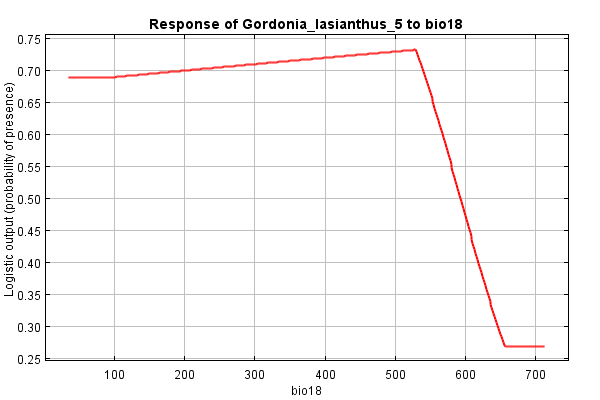 Response of Gordonia_lasianthus_5 to bio18
Logistic output (probability of presence)
0.75
0.70
0.65
0.60
0.55
0.50
0.45
0.40
0.35
0.30
0.25
100 200 300 400 500 600 700
bio18